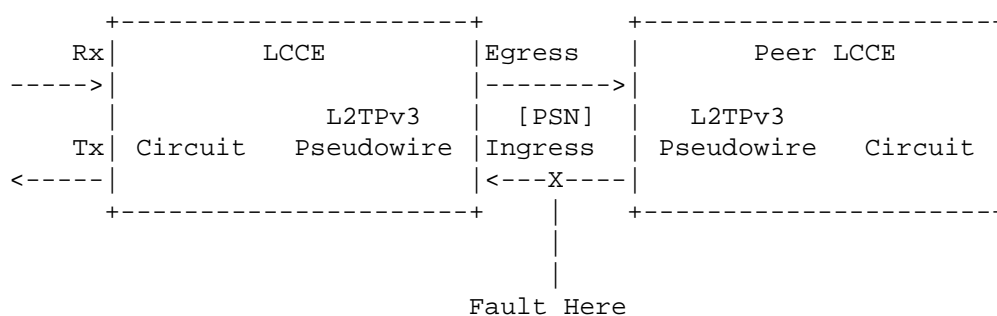 Rx LCCE Egress Peer LCCE
L2TPv3 [PSN] L2TPv3
Tx Circuit Pseudowire Ingress Pseudowire Circuit
X
Fault Here